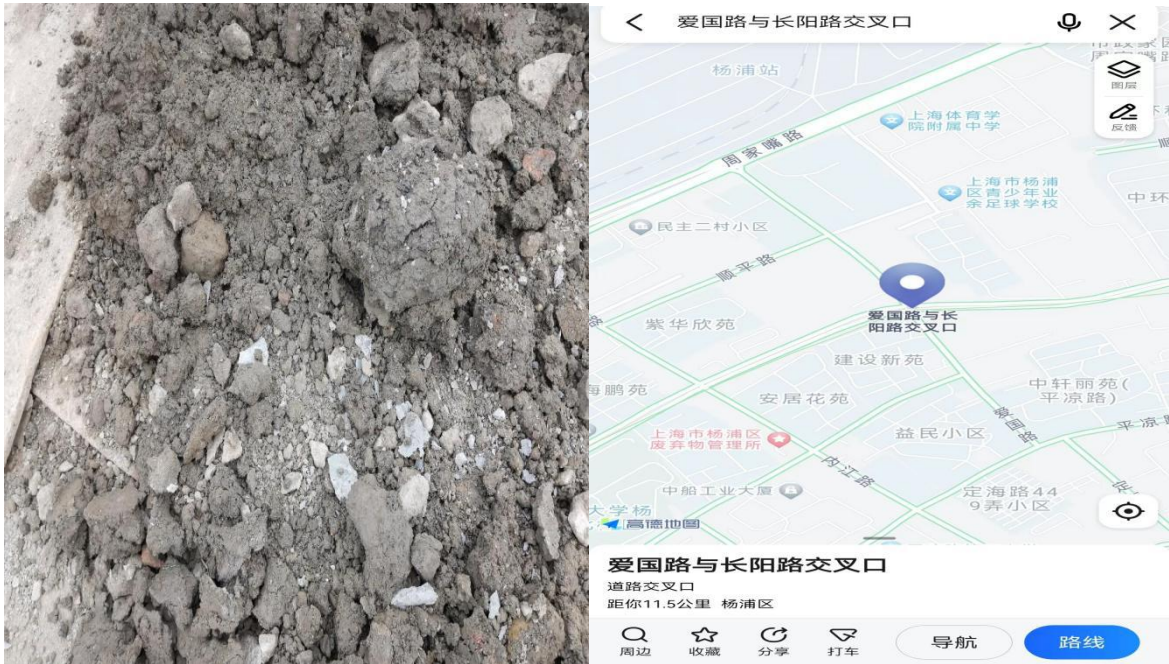 爱国路与长阳路交叉口
杨浦站
图层
上海体育学
院附属中学
反馈
周家嘴路
上海市杨浦
区青少年业
余足球学校
中环
民主二村小区
顺平路
爱国路与长
阳路交叉口
紫华欣苑
建设新苑
海鹏苑
安居花苑
中轩丽苑(
平凉路)
爱国路
平凉路
上海市杨浦区
废弃物管理所
益民小区
内江路
中船工业大厦
定海路44
9弄小区
大学杨
高德地图
爱国路与长阳路交叉口
道路交叉口
距你11.5公里 杨浦区
周边
收藏
分享
打车
导航
路线